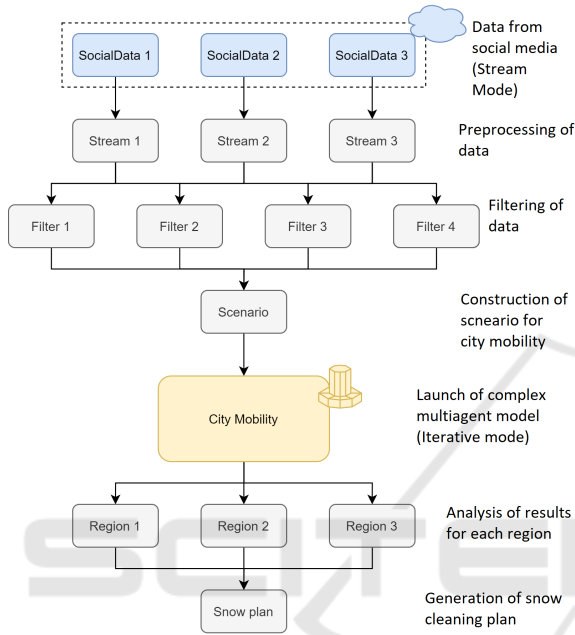 SocialData 1
SocialData 2
SocialData 3
Data from
social media
(Stream
Mode)
Stream 1
Stream 2
Stream 3
Preprocessing of
data
Filter 1
Filter 2
Filter 3
Filter 4
Filtering of
data
Scenario
Construction of
scneario for
city mobility
City Mobility
Launch of complex
multiagent model
(Iterative mode)
Region 1
Region 2
Region 3
Analysis of results
for each region
Snow plan
Generation of snow
cleaning plan